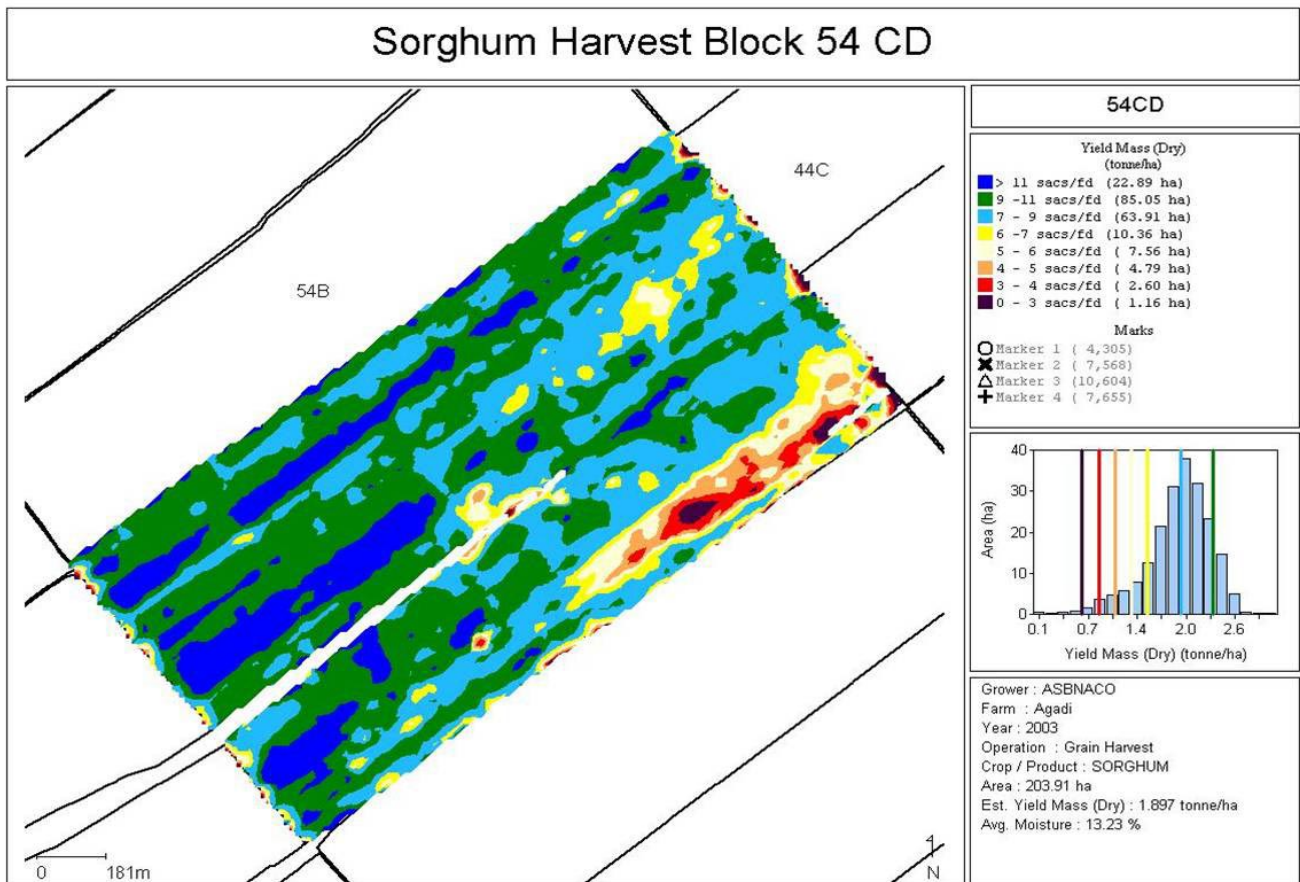 Sorghum Harvest Block 54 CD
44C
54B
0 181m
N
54CD
Yield Mass (Dry)
(tonne/ha)
> 11 sacs/fd (22.89 ha)
9 -11 sacs/fd (85.05 ha)
7 - 9 sacs/fd (63.91 ha)
6 -7 sacs/fd (10.36 ha)
5 - 6 sacs/fd ( 7.56 ha)
4 - 5 sacs/fd ( 4.79 ha)
3 - 4 sacs/fd ( 2.60 ha)
0 - 3 sacs/fd ( 1.16 ha)
Marks
Marker 1 ( 4,305)
Marker 2 ( 7,568)
Marker 3 (10,604)
Marker 4 ( 7,655)
Area (ha)
40
30
20
10
0
0.1 0.7 1.4 2.0 2.6
Yield Mass (Dry) (tonne/ha)
Grower : ASBNACO
Farm : Agadi
Year : 2003
Operation : Grain Harvest
Crop / Product : SORGHUM
Area : 203.91 ha
Est. Yield Mass (Dry) : 1.897 tonne/ha
Avg. Moisture : 13.23 %